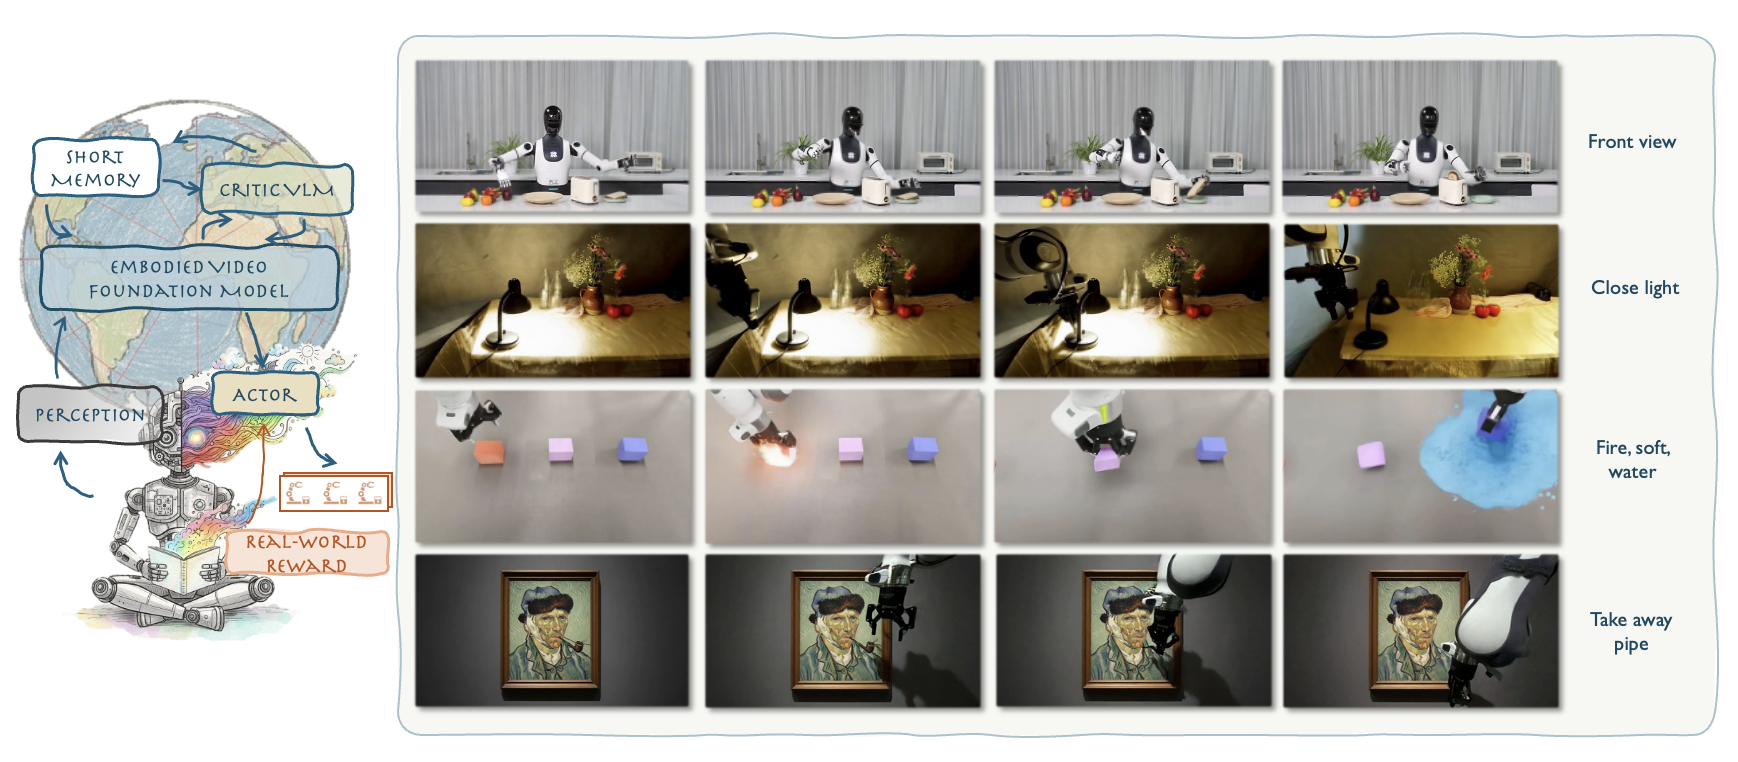 SHORT
MEMORY
CRITIC VLM
EMBODIED VIDEO
FOUNDATION MODEL
PERCEPTION
ACTOR
REAL-WORLD
REWARD
Front view
Close light
Fire, soft,
water
Take away
pipe